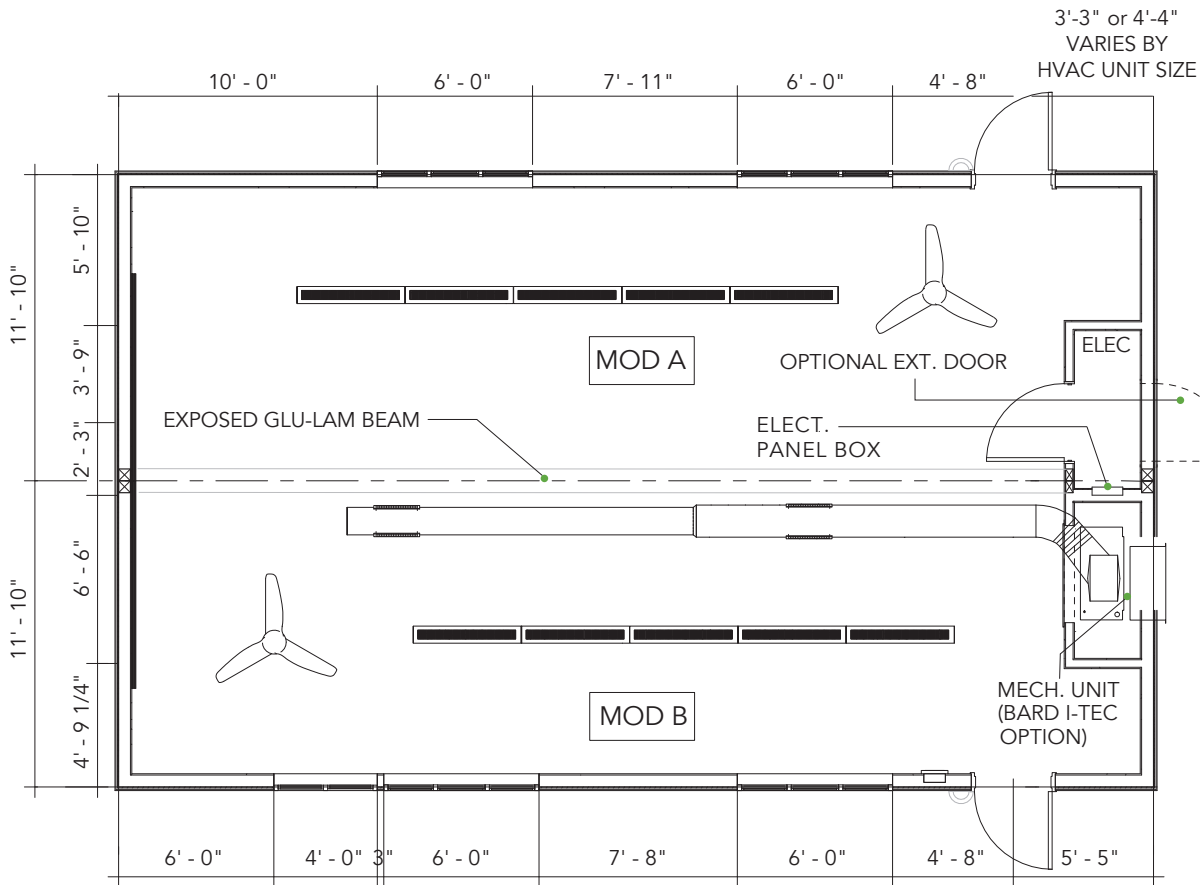 3'-3" or 4'-4"
VARIES BY
HVAC UNIT SIZE
10' - 0"
6' - 0"
7' - 11"
6' - 0"
4' - 8"
5' - 10"
11' - 10"
3' - 9"
2' - 3"
6' - 6"
11' - 10"
4' - 9 1/4"
MOD A
ELEC
OPTIONAL EXT. DOOR
EXPOSED GLU-LAM BEAM
ELECT.
PANEL BOX
MECH. UNIT
(BARD I-TEC
OPTION)
MOD B
6' - 0"
4' - 0"
3"
6' - 0"
7' - 8"
6' - 0"
4' - 8"
5' - 5"